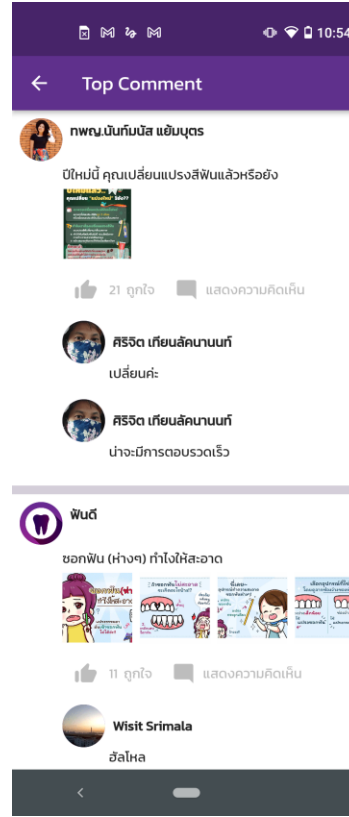 10:54
Top Comment
ทพญ.นันท์มนัส แย้มบุตร
ปีใหม่นี้ คุณเปลี่ยนแปรงสีฟันแล้วหรือยัง
21 ถูกใจ แสดงความคิดเห็น
ศิริจิต เกียนลัคนานนท์
เปลี่ยนค่ะ
ศิริจิต เกียนลัคนานนท์
น่าจะมีการตอบรวดเร็ว
ฟันดี
ซอกฟัน (ห่างๆ) ทำไงให้สะอาด
11 ถูกใจ แสดงความคิดเห็น
Wisit Srimala
ฮัลโหล